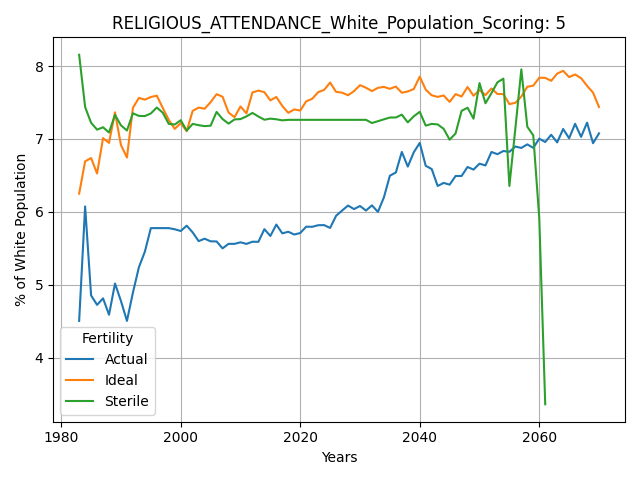 RELIGIOUS_ATTENDANCE_White_Population_Scoring: 5
% of White Population
8
7
6
5
4
Fertility
Actual
Ideal
Sterile
1980
2000
2020
2040
2060
Years